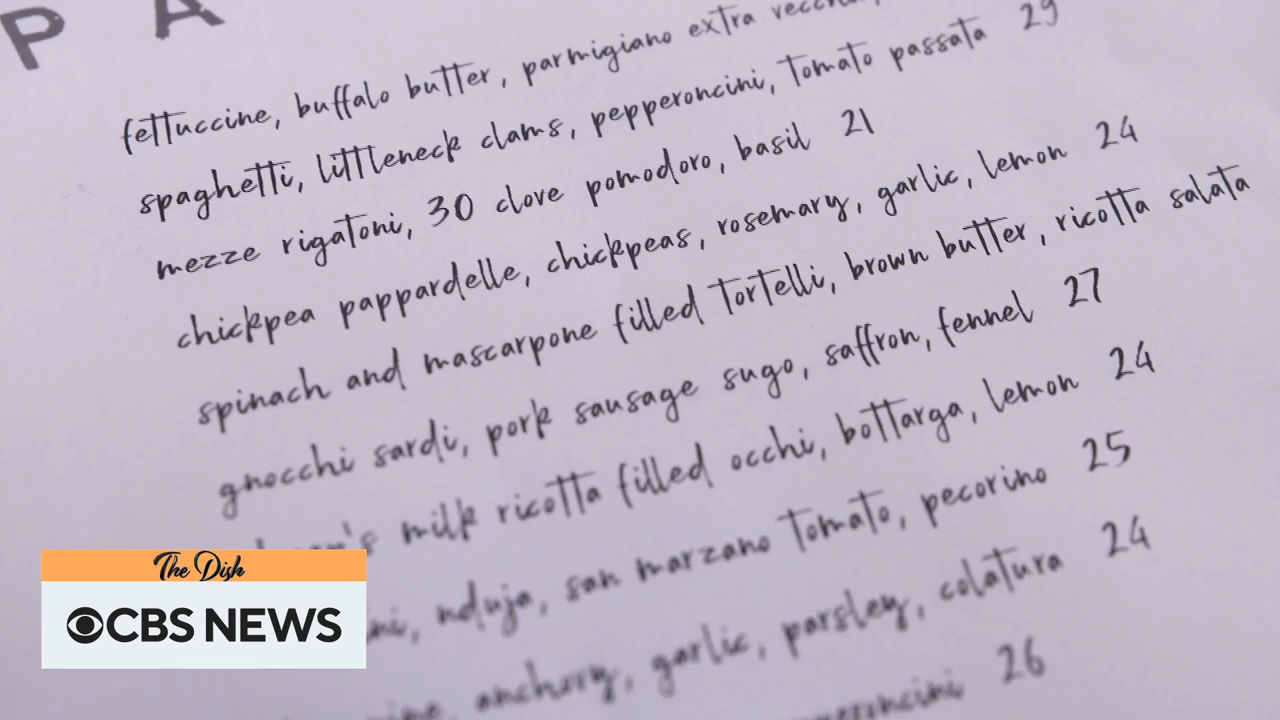 P A
fettuccine, buffalo butter, parmigiano extra
spaghetti, littleneck clams, pepperoncini, tomato passata 29
mezze rigatoni, 30 clove pomodoro, basil 21
chickpea pappardelle, chickpeas, rosemary, garlic, lemon 24
spinach and mascarpone filled tortelli, brown butter, ricotta salata
gnocchi sardi, pork sausage sugo, saffron, fennel 27
milk ricotta filled occhi, bottarga, lemon 24
nduja, san marzano tomato, pecorino 25
anchovy, garlic, parsley, colatura 24
26
The Dish
CBS NEWS